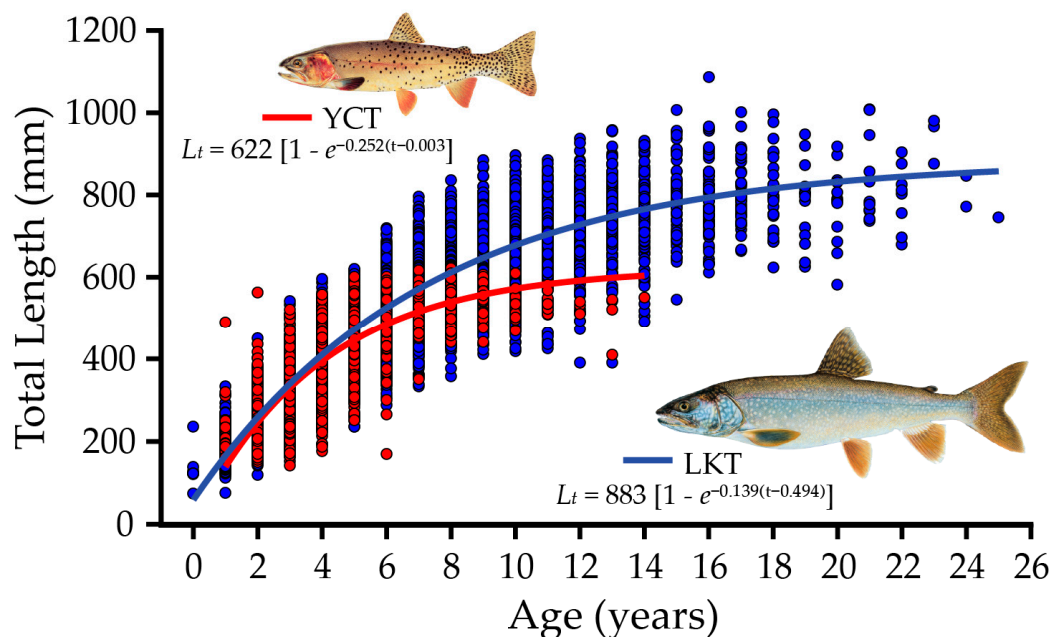 1200
1000
800
600
400
200
0
Total Length (mm)
YCT
Lt = 622 [1 - e−0.252(t−0.003]
LKT
Lt = 883 [1 - e−0.139(t−0.494)]
0 2 4 6 8 10 12 14 16 18 20 22 24 26
Age (years)